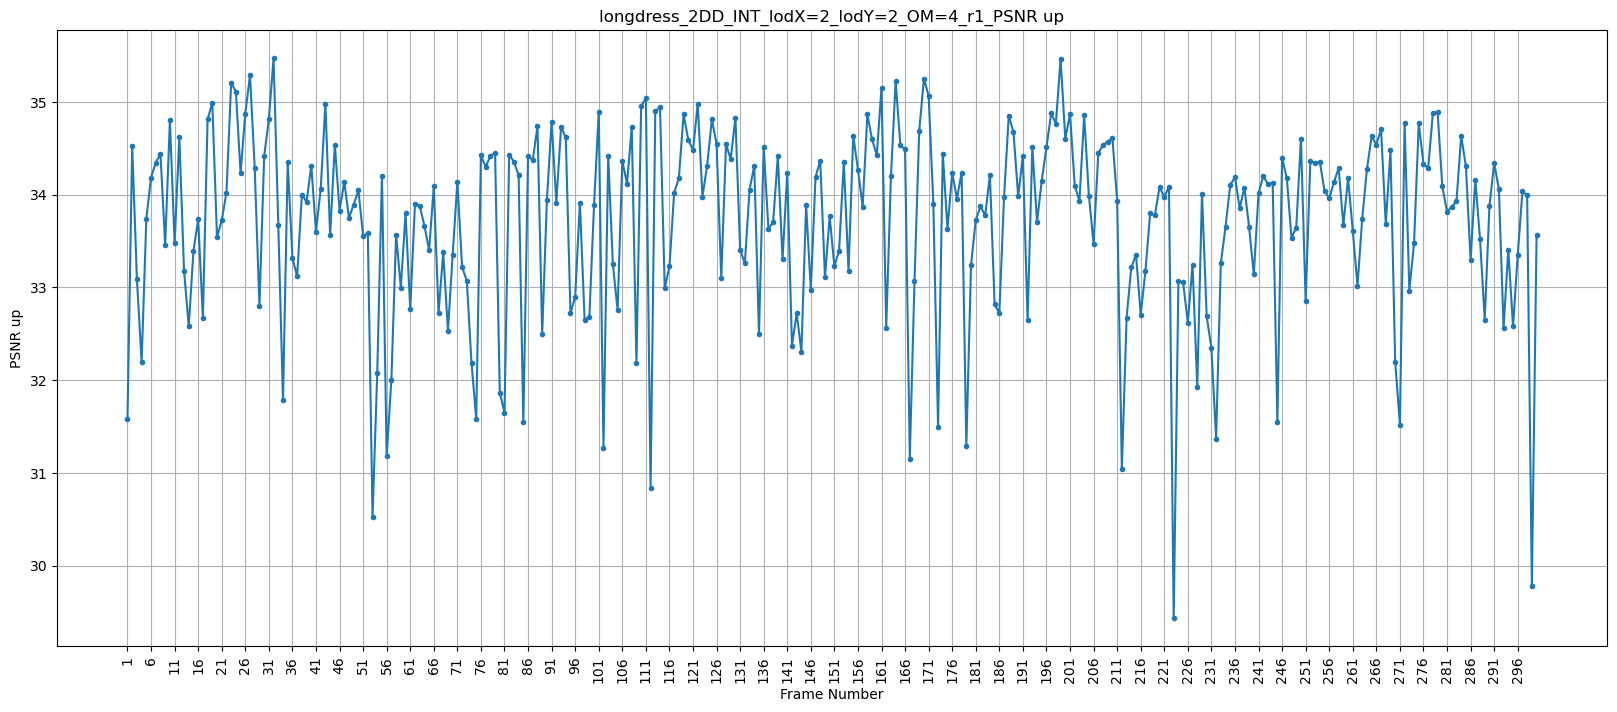 longdress_2DD_INT_lodX=2_lodY=2_OM=4_r1_PSNR up
PSNR up
35
34
33
32
31
30
1 6 11 16 21 26 31 36 41 46 51 56 61 66 71 76 81 86 91 96 101 106 111 116 121 126 131 136 141 146 151 156 161 166 171 176 181 186 191 196 201 206 211 216 221 226 231 236 241 246 251 256 261 266 271 276 281 286 291 296
Frame Number